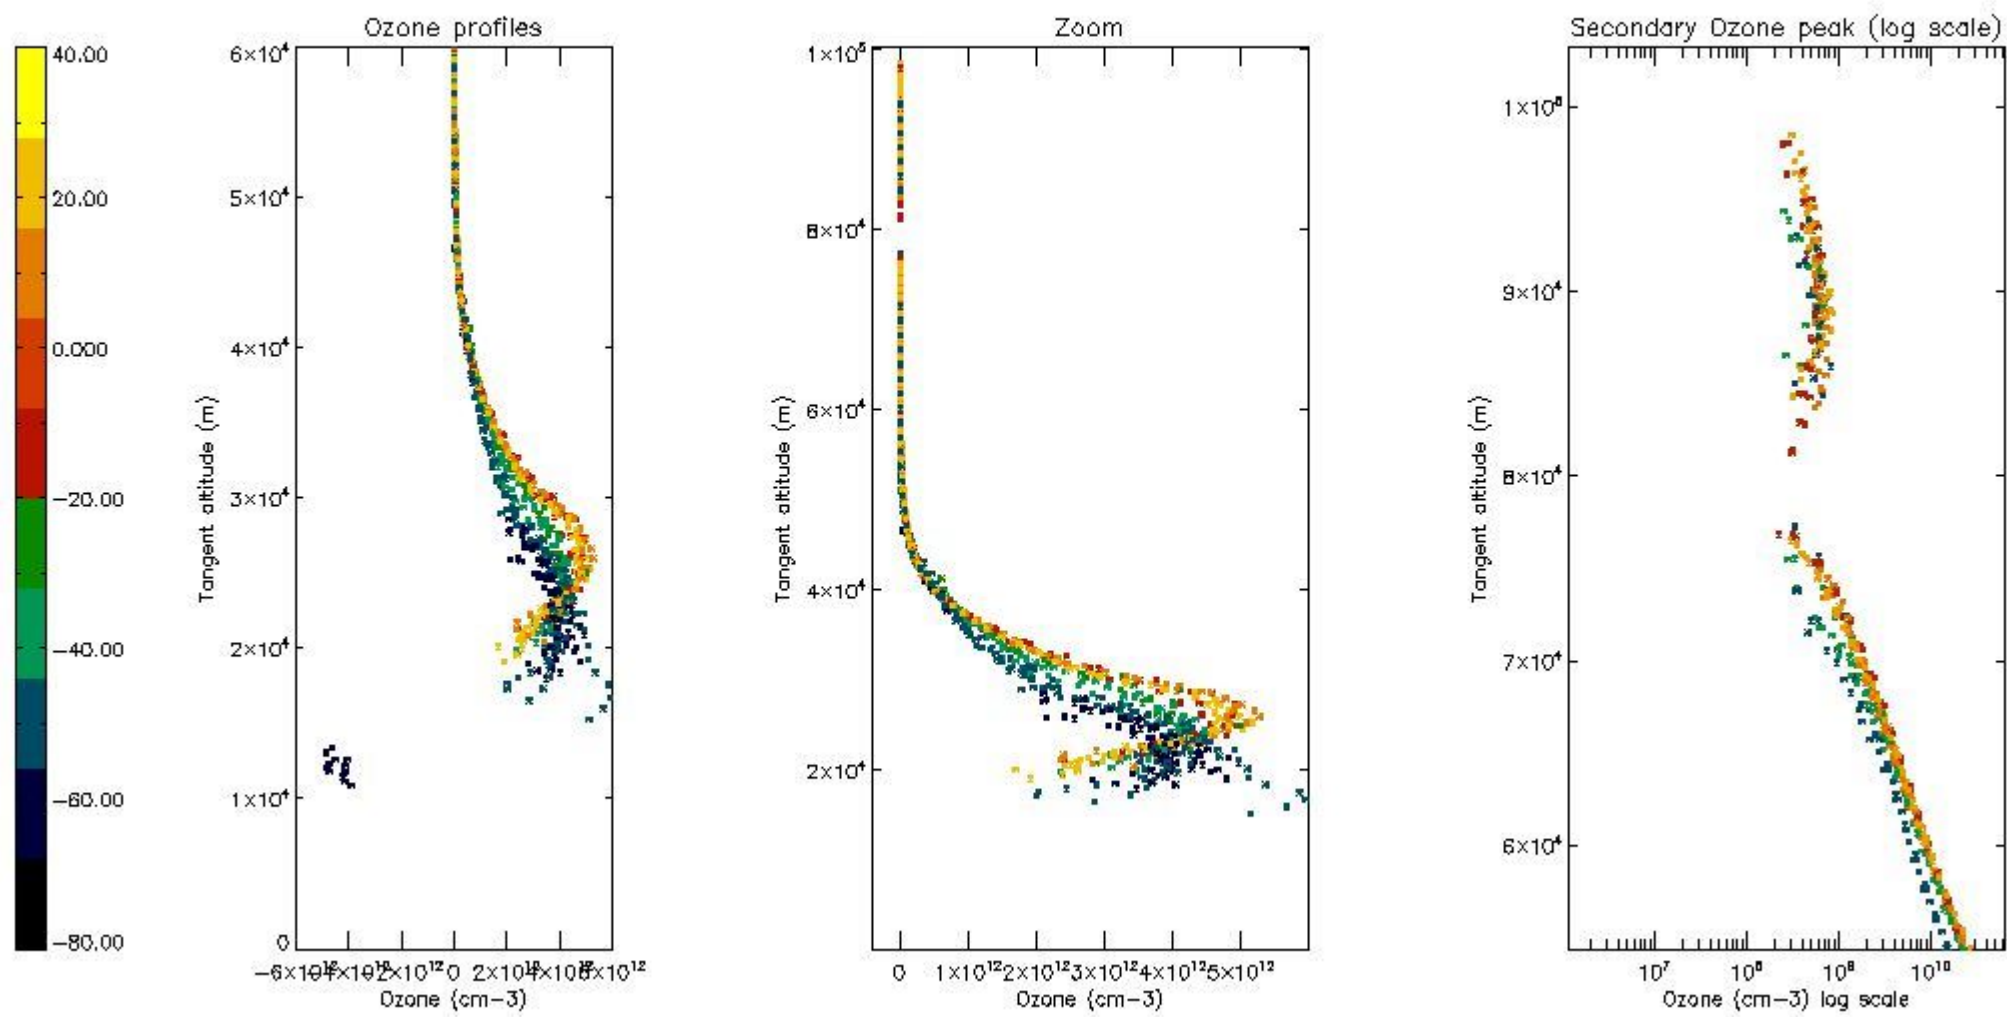 Ozone profiles
Zoom
Secondary Ozone peak (log scale)
40.00
20.00
0.000
−20.00
−40.00
−60.00
−80.00
6×10⁴
5×10⁴
4×10⁴
3×10⁴
2×10⁴
1×10⁴
0
Tangent altitude (m)
0
Ozone (cm−3)
1×10⁵
8×10⁴
6×10⁴
4×10⁴
2×10⁴
Tangent altitude (m)
0 1×10¹² 2×10¹² 3×10¹² 4×10¹² 5×10¹²
Ozone (cm−3)
9×10⁴
8×10⁴
7×10⁴
6×10⁴
Tangent altitude (m)
10⁷ 10⁸ 10⁹ 10¹⁰
Ozone (cm−3) log scale